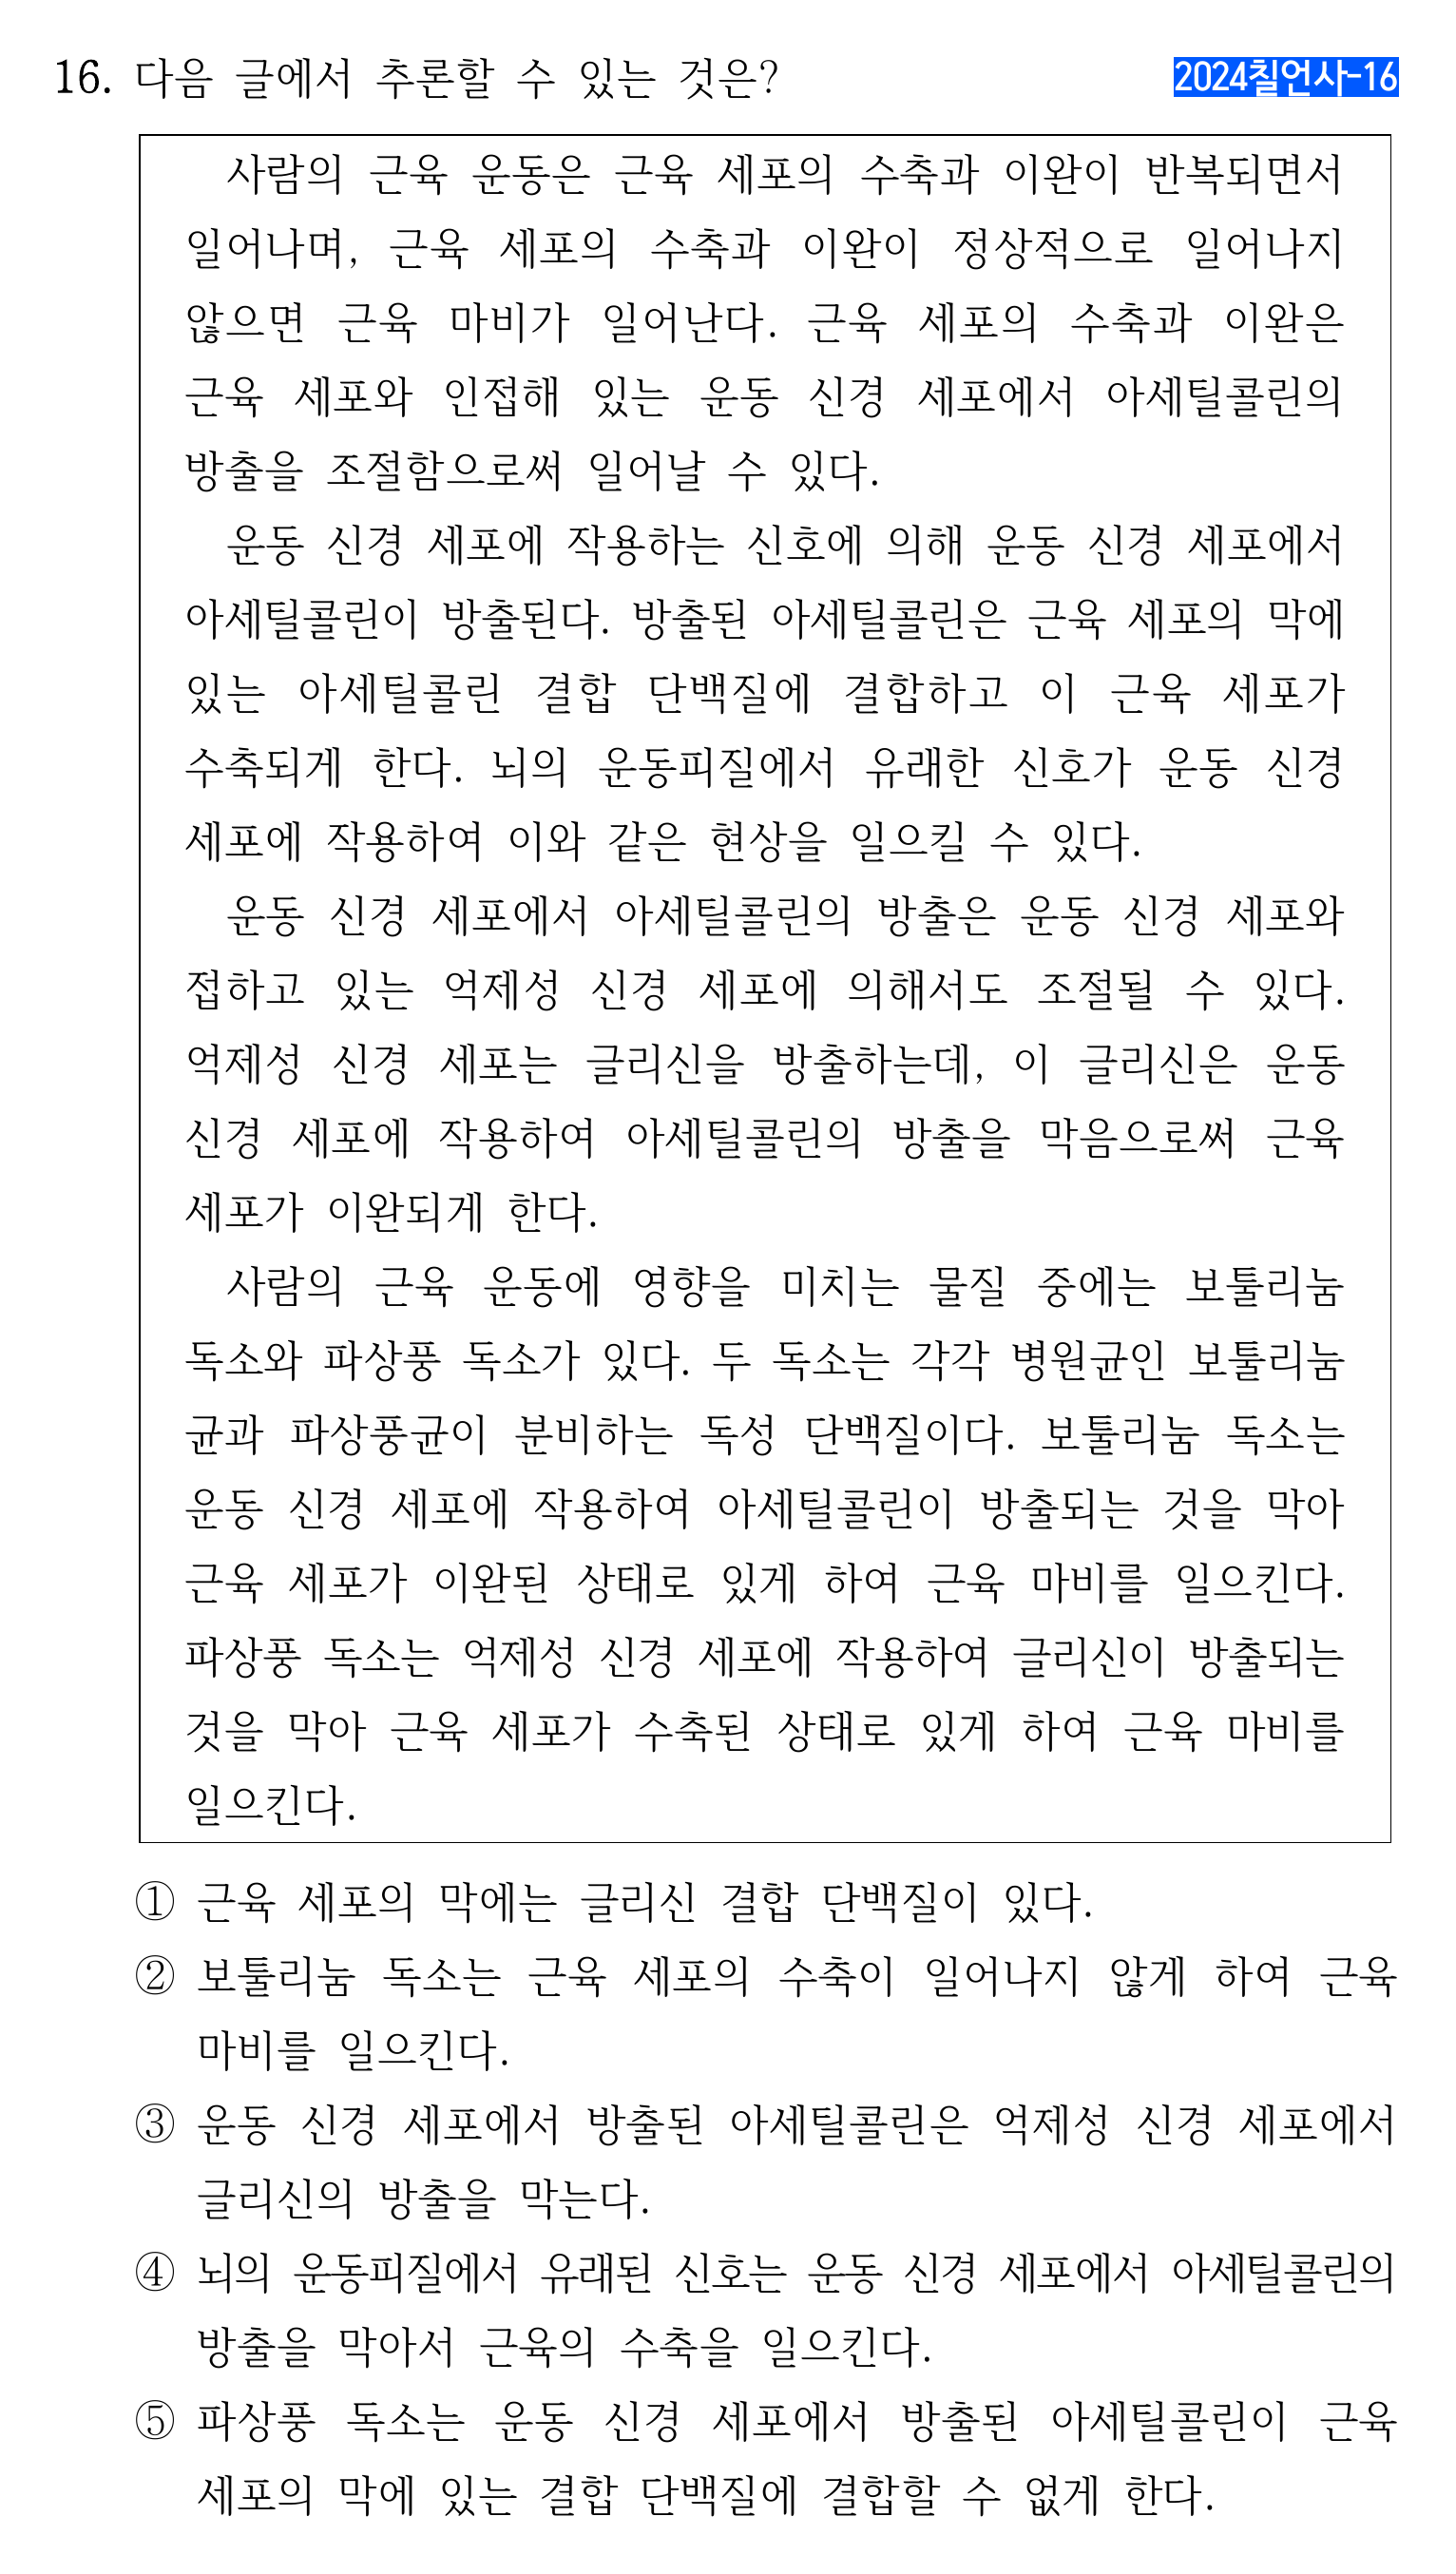 16. 다음 글에서 추론할 수 있는 것은?
2024칠언사-16
사람의 근육 운동은 근육 세포의 수축과 이완이 반복되면서
일어나며, 근육 세포의 수축과 이완이 정상적으로 일어나지
않으면 근육 마비가 일어난다. 근육 세포의 수축과 이완은
근육 세포와 인접해 있는 운동 신경 세포에서 아세틸콜린의
방출을 조절함으로써 일어날 수 있다.
운동 신경 세포에 작용하는 신호에 의해 운동 신경 세포에서
아세틸콜린이 방출된다. 방출된 아세틸콜린은 근육 세포의 막에
있는 아세틸콜린 결합 단백질에 결합하고 이 근육 세포가
수축되게 한다. 뇌의 운동피질에서 유래한 신호가 운동 신경
세포에 작용하여 이와 같은 현상을 일으킬 수 있다.
운동 신경 세포에서 아세틸콜린의 방출은 운동 신경 세포와
접하고 있는 억제성 신경 세포에 의해서도 조절될 수 있다.
억제성 신경 세포는 글리신을 방출하는데, 이 글리신은 운동
신경 세포에 작용하여 아세틸콜린의 방출을 막음으로써 근육
세포가 이완되게 한다.
사람의 근육 운동에 영향을 미치는 물질 중에는 보툴리눔
독소와 파상풍 독소가 있다. 두 독소는 각각 병원균인 보툴리눔
균과 파상풍균이 분비하는 독성 단백질이다. 보툴리눔 독소는
운동 신경 세포에 작용하여 아세틸콜린이 방출되는 것을 막아
근육 세포가 이완된 상태로 있게 하여 근육 마비를 일으킨다.
파상풍 독소는 억제성 신경 세포에 작용하여 글리신이 방출되는
것을 막아 근육 세포가 수축된 상태로 있게 하여 근육 마비를
일으킨다.
① 근육 세포의 막에는 글리신 결합 단백질이 있다.
② 보툴리눔 독소는 근육 세포의 수축이 일어나지 않게 하여 근육
마비를 일으킨다.
③ 운동 신경 세포에서 방출된 아세틸콜린은 억제성 신경 세포에서
글리신의 방출을 막는다.
④ 뇌의 운동피질에서 유래된 신호는 운동 신경 세포에서 아세틸콜린의
방출을 막아서 근육의 수축을 일으킨다.
⑤ 파상풍 독소는 운동 신경 세포에서 방출된 아세틸콜린이 근육
세포의 막에 있는 결합 단백질에 결합할 수 없게 한다.